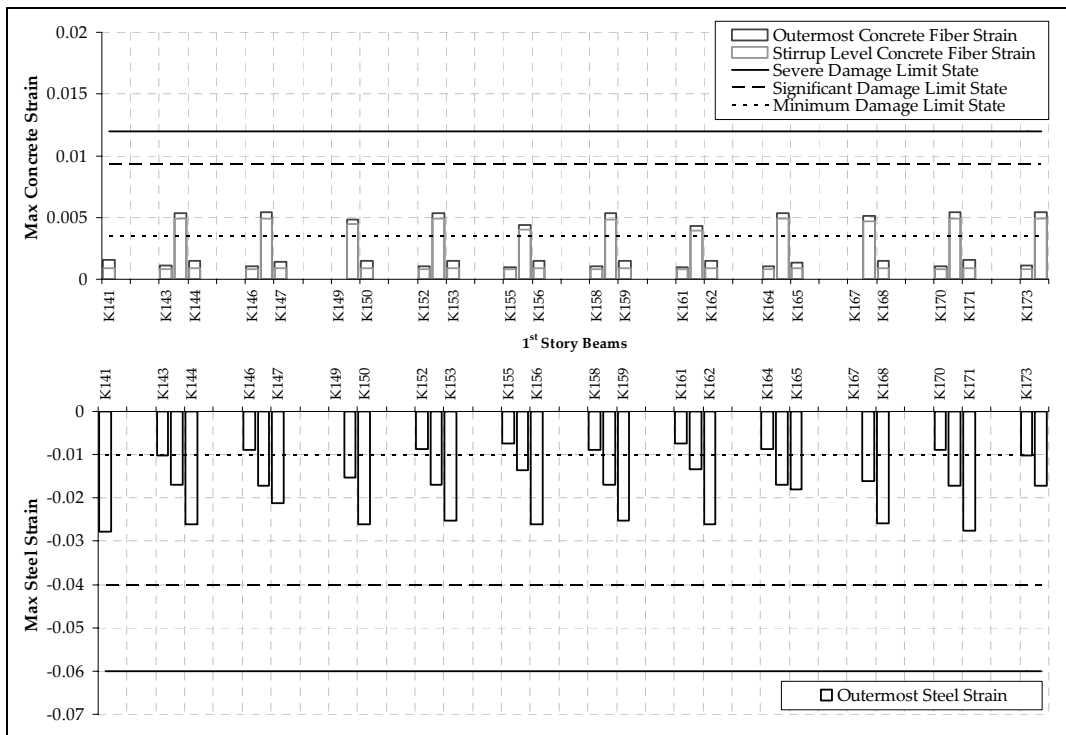 0.02
0.015
0.01
0.005
0
Max Concrete Strain
Outermost Concrete Fiber Strain
Stirrup Level Concrete Fiber Strain
Severe Damage Limit State
Significant Damage Limit State
Minimum Damage Limit State
K141 K143 K144 K146 K147 K149 K150 K152 K153 K155 K156 K158 K159 K161 K162 K164 K165 K167 K168 K170 K171 K173
1st Story Beams
K141 K143 K144 K146 K147 K149 K150 K152 K153 K155 K156 K158 K159 K161 K162 K164 K165 K167 K168 K170 K171 K173
0
-0.01
-0.02
-0.03
-0.04
-0.05
-0.06
-0.07
Max Steel Strain
Outermost Steel Strain